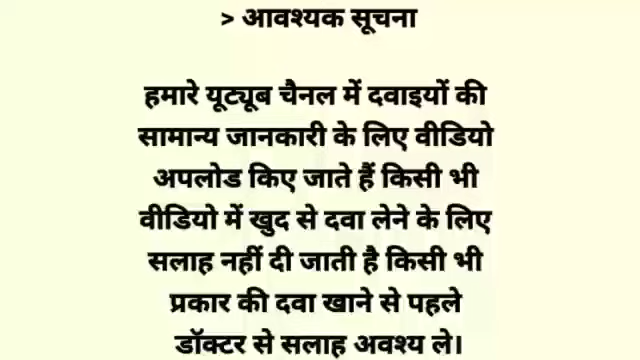 > आवश्यक सूचना
हमारे यूट्यूब चैनल में दवाइयों की
सामान्य जानकारी के लिए वीडियो
अपलोड किए जाते हैं किसी भी
वीडियो में खुद से दवा लेने के लिए
सलाह नहीं दी जाती है किसी भी
प्रकार की दवा खाने से पहले
डॉक्टर से सलाह अवश्य ले।